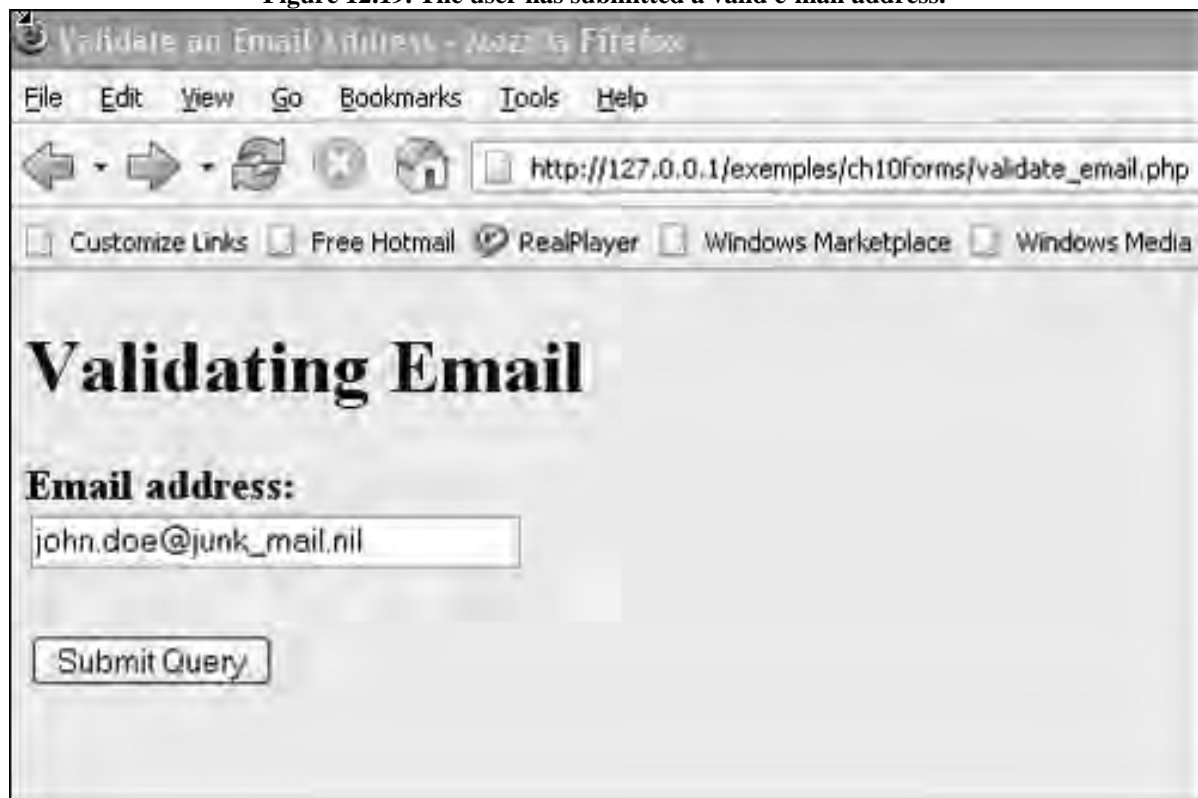 Figure 12.19. The user has submitted a valid e-mail address.
Validate an Email Address - Mozilla Firefox
File Edit View Go Bookmarks Tools Help
http://127.0.0.1/exemples/ch10forms/validate_email.php
Customize Links Free Hotmail RealPlayer Windows Marketplace Windows Media
Validating Email
Email address:
john.doe@junk_mail.nil
Submit Query